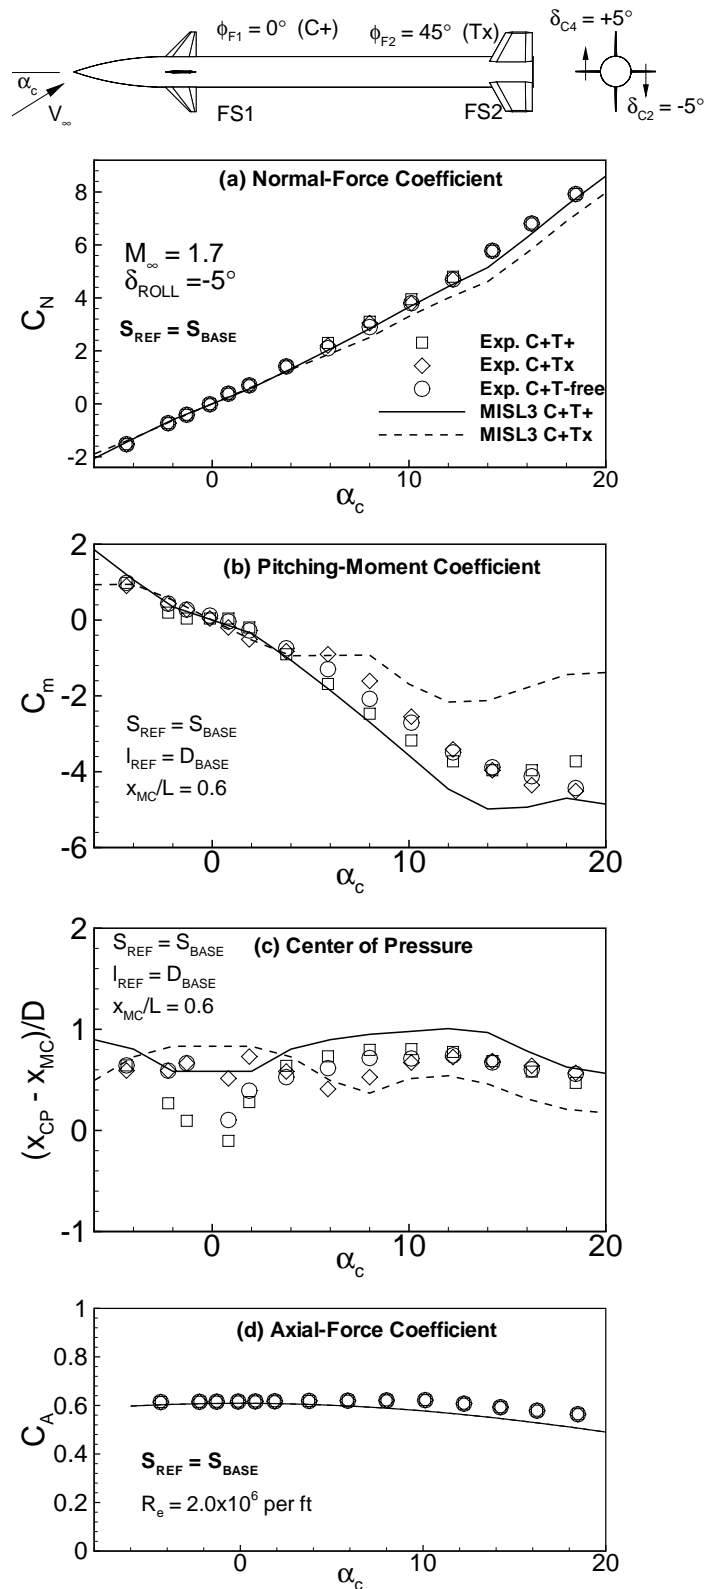 ϕF1 = 0° (C+)
ϕF2 = 45° (Tx)
δC4 = +5°
αc
V∞
FS1
FS2
δC2 = -5°
(a) Normal-Force Coefficient
M∞ = 1.7
δROLL =-5°
SREF = SBASE
Exp. C+T+
Exp. C+Tx
Exp. C+T-free
MISL3 C+T+
MISL3 C+Tx
CN
8
6
4
2
0
-2
0 10 20
αc
(b) Pitching-Moment Coefficient
SREF = SBASE
lREF = DBASE
xMC/L = 0.6
Cm
2
0
-2
-4
-6
0 10 20
αc
(c) Center of Pressure
SREF = SBASE
lREF = DBASE
xMC/L = 0.6
(xCP - xMC)/D
2
1
0
-1
0 10 20
αc
(d) Axial-Force Coefficient
SREF = SBASE
Re = 2.0x10⁶ per ft
CA
1
0.8
0.6
0.4
0.2
0
0 10 20
αc